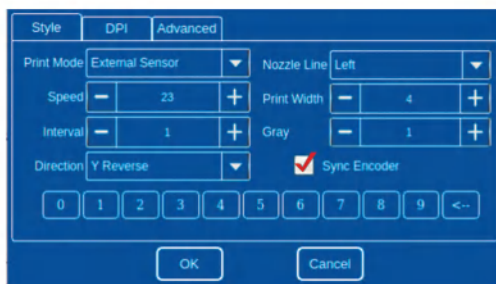 Style DPI Advanced
Print Mode External Sensor Nozzle Line Left
Speed − 23 + Print Width − 4 +
Interval − 1 + Gray − 1 +
Direction Y Reverse Sync Encoder
0 1 2 3 4 5 6 7 8 9 <--
OK Cancel